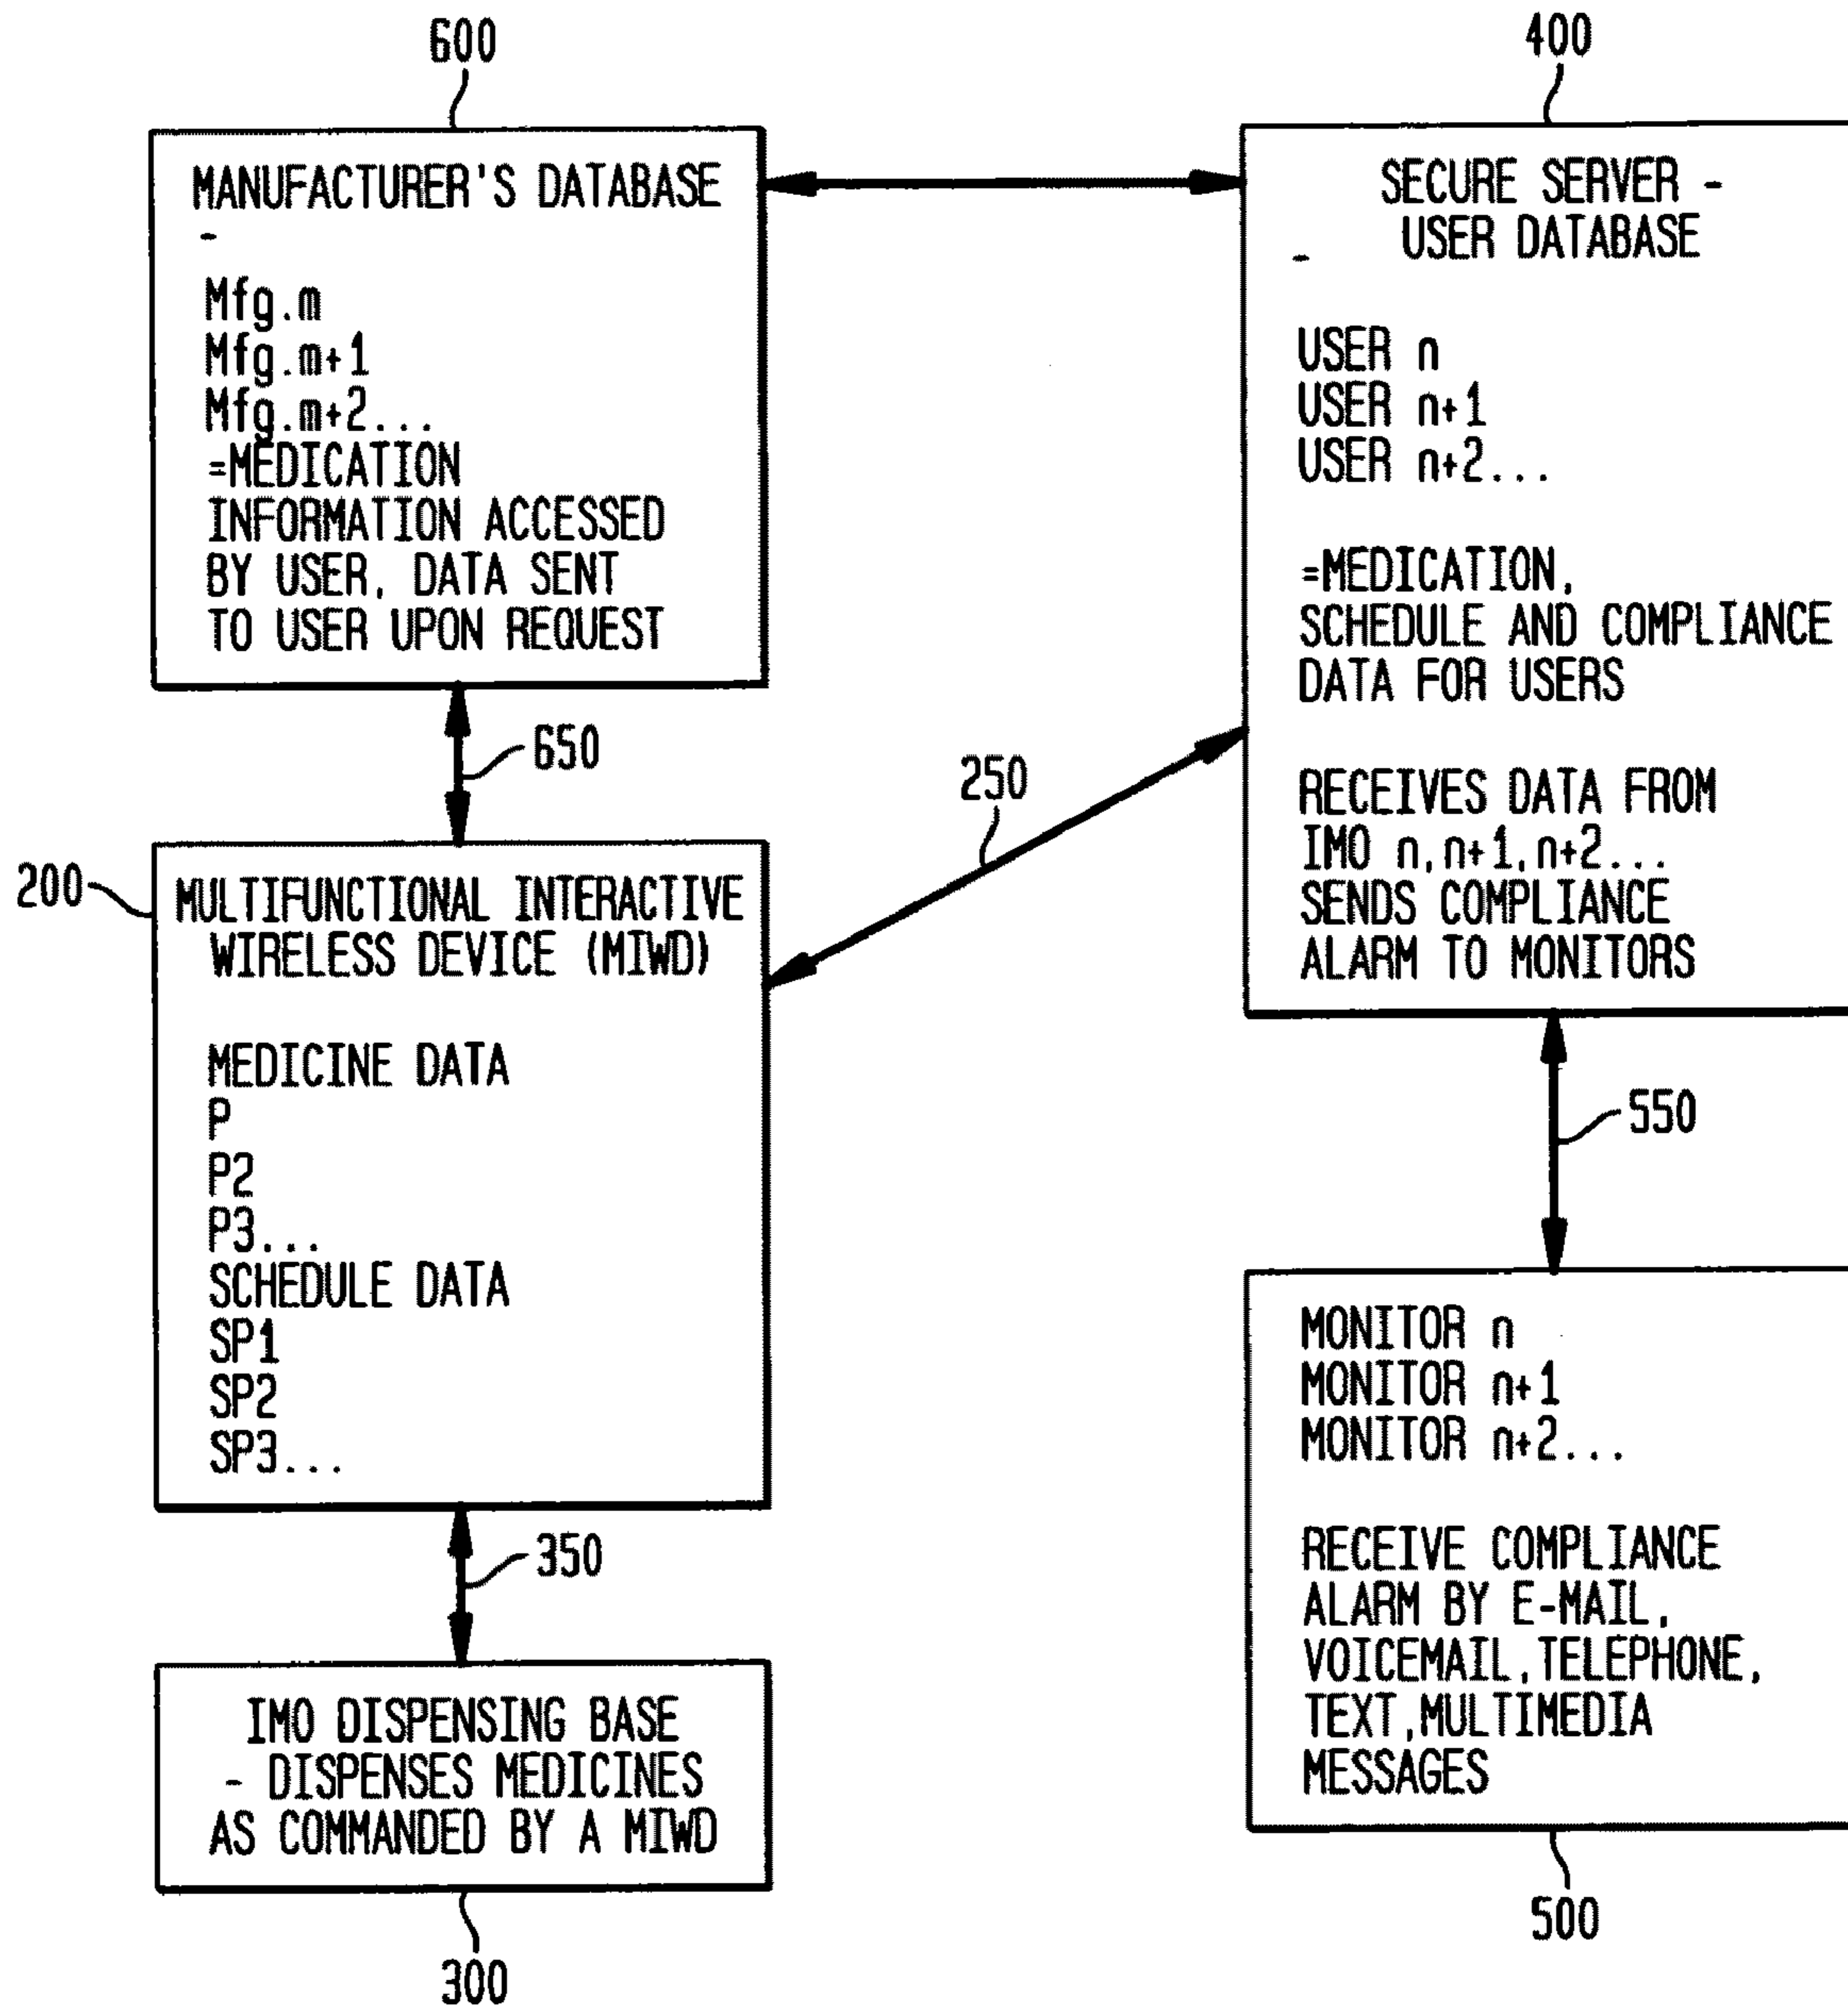 600
MANUFACTURER'S DATABASE
-
Mfg.m
Mfg.m+1
Mfg.m+2...
=MEDICATION
INFORMATION ACCESSED
BY USER, DATA SENT
TO USER UPON REQUEST
650
200
MULTIFUNCTIONAL INTERACTIVE
WIRELESS DEVICE (MIWD)
MEDICINE DATA
P
P2
P3...
SCHEDULE DATA
SP1
SP2
SP3...
350
IMO DISPENSING BASE
- DISPENSES MEDICINES
AS COMMANDED BY A MIWD
300
250
400
SECURE SERVER -
- USER DATABASE
USER n
USER n+1
USER n+2...
=MEDICATION,
SCHEDULE AND COMPLIANCE
DATA FOR USERS
RECEIVES DATA FROM
IMO n,n+1,n+2...
SENDS COMPLIANCE
ALARM TO MONITORS
550
MONITOR n
MONITOR n+1
MONITOR n+2...
RECEIVE COMPLIANCE
ALARM BY E-MAIL,
VOICEMAIL,TELEPHONE,
TEXT,MULTIMEDIA
MESSAGES
500